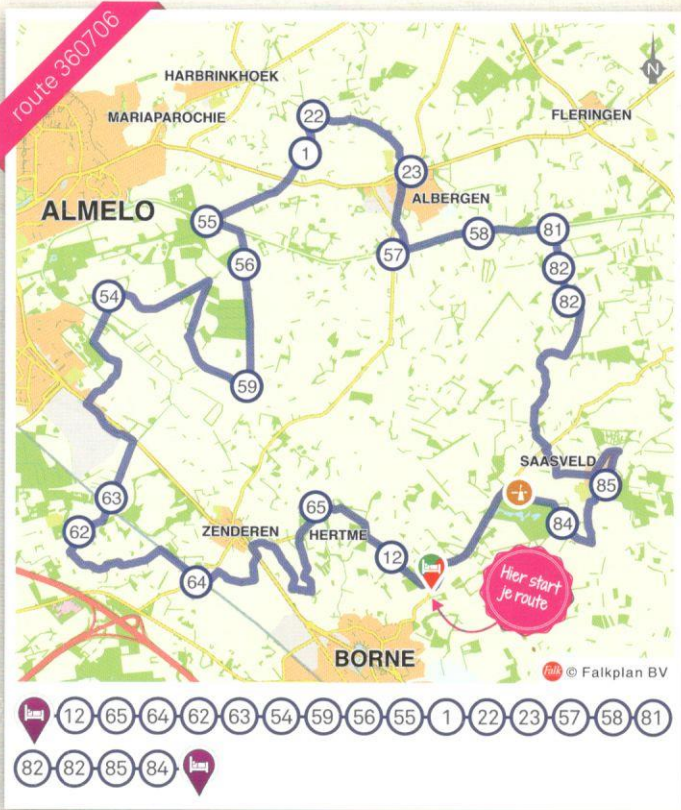 route 360706
HARBRINKHOEK
MARIAPAROCHIE
FLERINGEN
N
22
1
23
ALBERGEN
ALMELO
55
58
81
57
56
82
54
82
59
SAASVELD
85
63
65
84
62
ZENDEREN
HERTME
12
64
Hier start
je route
BORNE
Falk © Falkplan BV
12 65 64 62 63 54 59 56 55 1 22 23 57 58 81
82 82 85 84